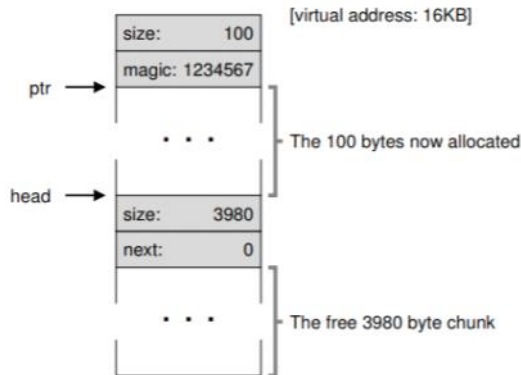 [virtual address: 16KB]
size: 100
magic: 1234567
ptr
. . .
The 100 bytes now allocated
head
size: 3980
next: 0
. . .
The free 3980 byte chunk